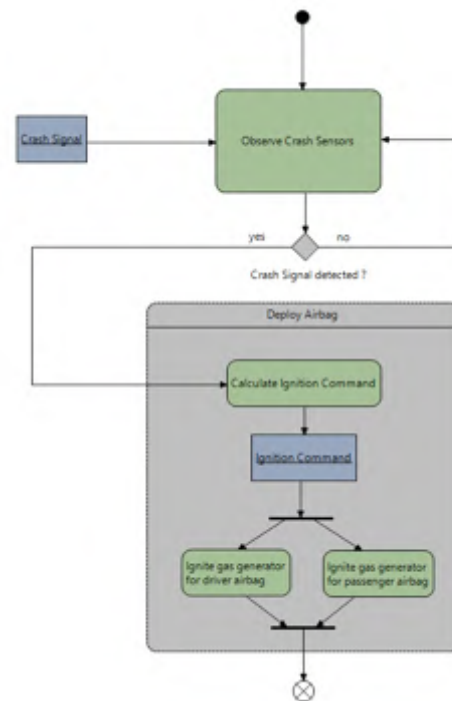 Crash Signal
Observe Crash Sensors
yes
no
Crash Signal detected ?
Deploy Airbag
Calculate Ignition Command
Ignition Command
Ignite gas generator
for driver airbag
Ignite gas generator
for passenger airbag